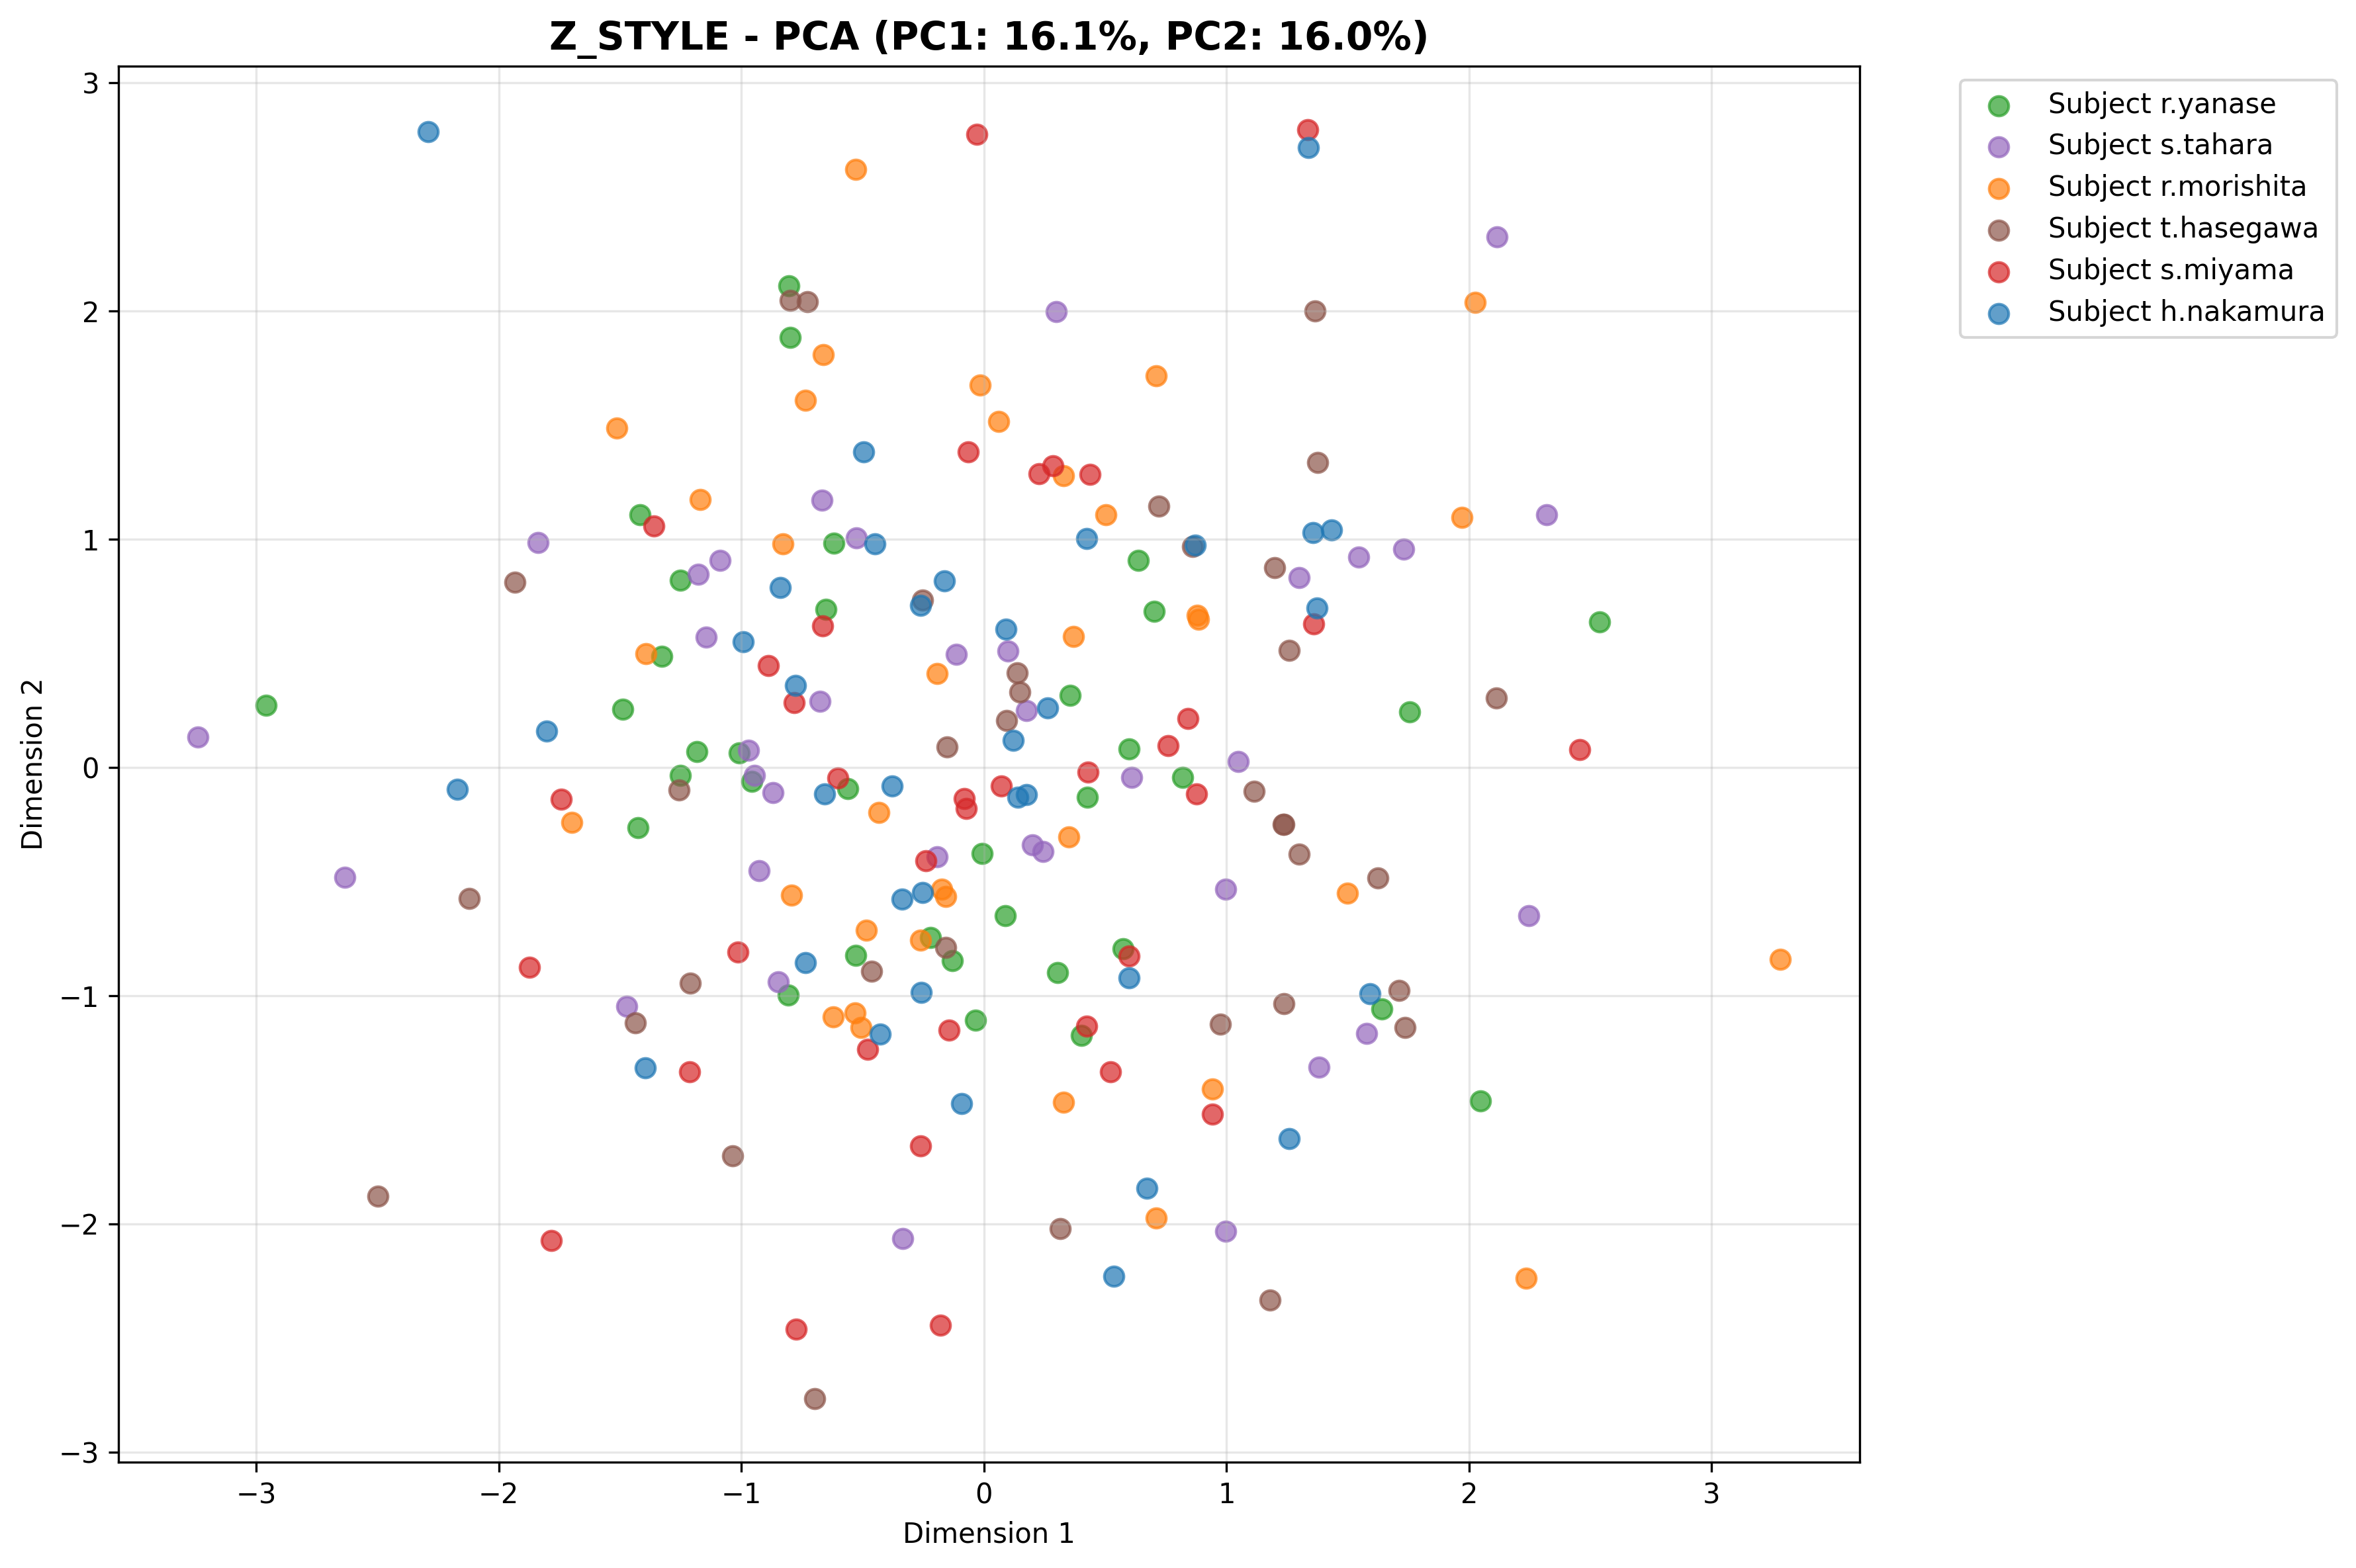 Z_STYLE - PCA (PC1: 16.1%, PC2: 16.0%)
Subject r.yanase
Subject s.tahara
Subject r.morishita
Subject t.hasegawa
Subject s.miyama
Subject h.nakamura
Dimension 2
3
2
1
0
−1
−2
−3
−3
−2
−1
0
1
2
3
Dimension 1